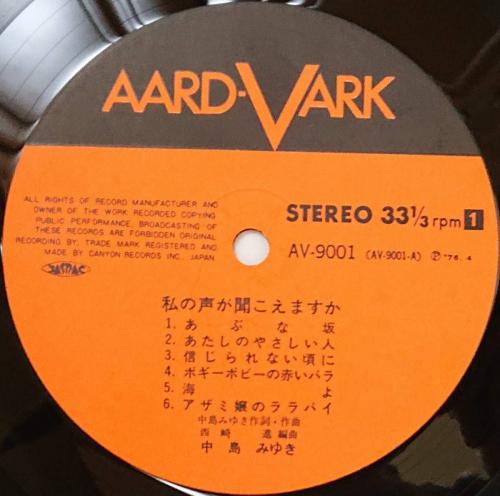 AARD-VARK
ALL RIGHTS OF RECORD MANUFACTURER AND
OWNER OF THE WORK RECORDED COPYING
PUBLIC PERFORMANCE, BROADCASTING OF
THESE RECORDS ARE FORBIDDEN ORIGINAL
RECORDING BY, TRADE MARK REGISTERED AND
MADE BY CANYON RECORDS INC., JAPAN
JASRAC
STEREO 33 1/3 rpm 1
AV-9001 (AV-9001-A) Ⓟ '76. 4
私の声が聞こえますか
1. あぶな坂
2. あたしのやさしい人
3. 信じられない頃に
4. ボギーボビーの赤いバラ
5. 海よ
6. アザミ嬢のララバイ
中島みゆき作詞・作曲
西崎 進編曲
中島 みゆき